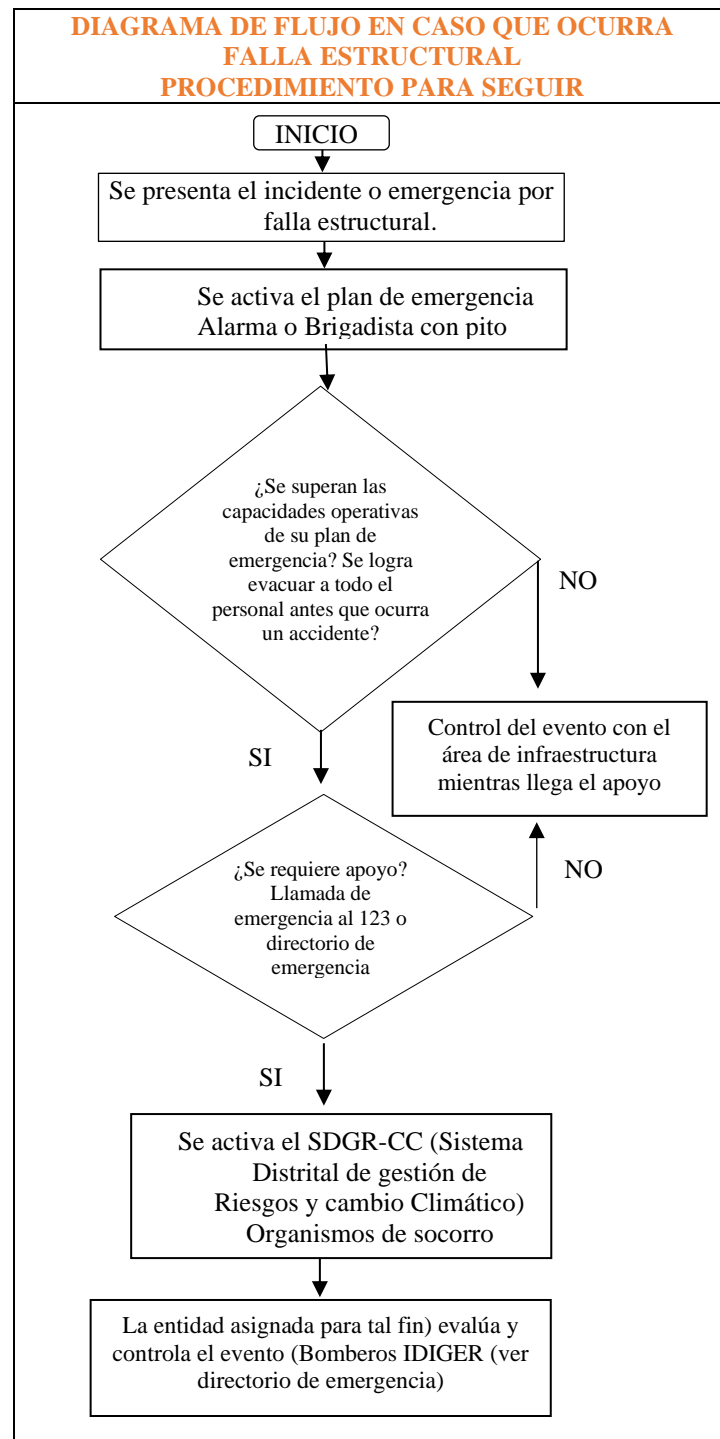 DIAGRAMA DE FLUJO EN CASO QUE OCURRA
FALLA ESTRUCTURAL
PROCEDIMIENTO PARA SEGUIR
INICIO
Se presenta el incidente o emergencia por
falla estructural.
Se activa el plan de emergencia
Alarma o Brigadista con pito
¿Se superan las
capacidades operativas
de su plan de
emergencia? Se logra
evacuar a todo el
personal antes que ocurra
un accidente?
NO
Control del evento con el
área de infraestructura
mientras llega el apoyo
SI
¿Se requiere apoyo?
Llamada de
emergencia al 123 o
directorio de
emergencia
NO
SI
Se activa el SDGR-CC (Sistema
Distrital de gestión de
Riesgos y cambio Climático)
Organismos de socorro
La entidad asignada para tal fin) evalúa y
controla el evento (Bomberos IDIGER (ver
directorio de emergencia)